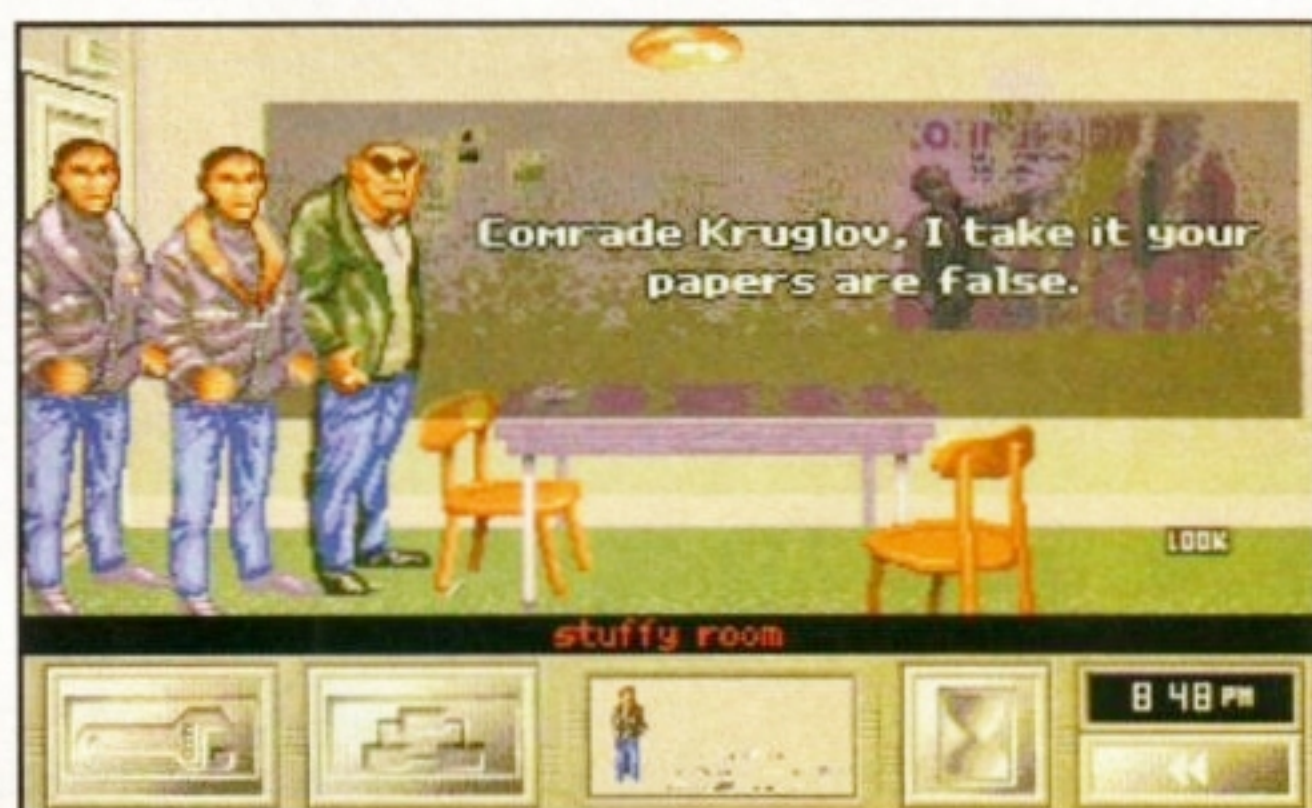 Comrade Kruglov, I take it your
papers are false.
LOOK
stuffy room
8 48 PM